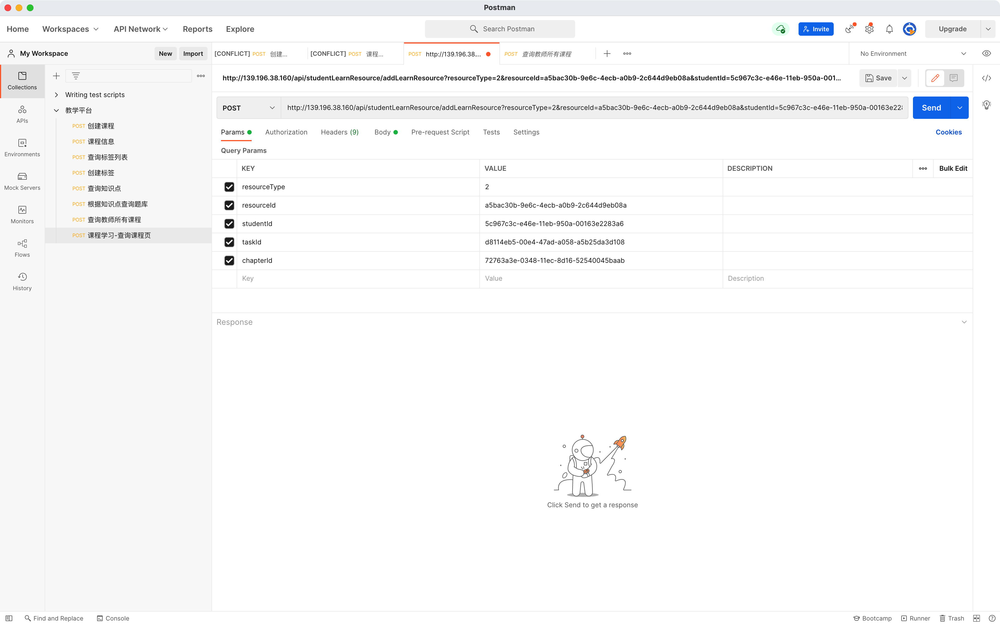 Postman
Home Workspaces API Network Reports Explore Search Postman Invite Upgrade
My Workspace New Import [CONFLICT] POST 创建... [CONFLICT] POST 课程... POST http://139.196.38.... POST 查询教师所有课程 No Environment
Collections
APIs
Environments
Mock Servers
Monitors
Flows
History
Writing test scripts
教学平台
POST 创建课程
POST 课程信息
POST 查询标签列表
POST 创建标签
POST 查询知识点
POST 根据知识点查询题库
POST 查询教师所有课程
POST 课程学习-查询课程页
http://139.196.38.160/api/studentLearnResource/addLearnResource?resourceType=2&resourceId=a5bac30b-9e6c-4ecb-a0b9-2c644d9eb08a&studentId=5c967c3c-e46e-11eb-950a-001... Save
POST http://139.196.38.160/api/studentLearnResource/addLearnResource?resourceType=2&resourceId=a5bac30b-9e6c-4ecb-a0b9-2c644d9eb08a&studentId=5c967c3c-e46e-11eb-950a-00163e228 Send
Params Authorization Headers (9) Body Pre-request Script Tests Settings Cookies
Query Params
KEY VALUE DESCRIPTION Bulk Edit
resourceType 2
resourceId a5bac30b-9e6c-4ecb-a0b9-2c644d9eb08a
studentId 5c967c3c-e46e-11eb-950a-00163e2283a6
taskId d8114eb5-00e4-47ad-a058-a5b25da3d108
chapterId 72763a3e-0348-11ec-8d16-52540045baab
Key Value Description
Response
Click Send to get a response
Find and Replace Console Bootcamp Runner Trash